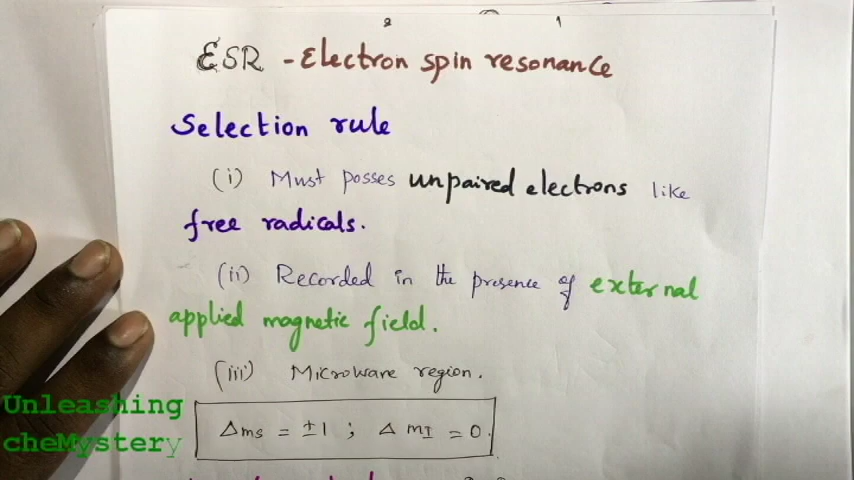 ESR - Electron spin resonance
Selection rule
(i) Must posses unpaired electrons like
free radicals.
(ii) Recorded in the presence of external
applied magnetic field.
(iii) Microwave region.
Δms = ±1 ; Δ mI = 0.
Unleashing
cheMystery